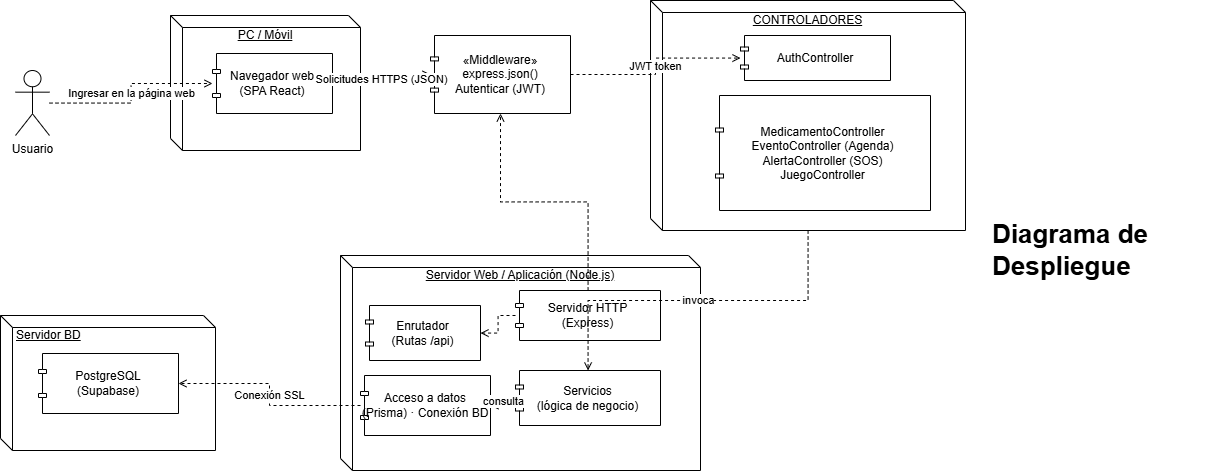 PC / Móvil
Navegador web
(SPA React)
Ingresar en la página web
Usuario
Solicitudes HTTPS (JSON)
«Middleware»
express.json()
Autenticar (JWT)
JWT token
CONTROLADORES
AuthController
MedicamentoController
EventoController (Agenda)
AlertaController (SOS)
JuegoController
Diagrama de
Despliegue
Servidor Web / Aplicación (Node.js)
Servidor HTTP
(Express)
invoca
Enrutador
(Rutas /api)
Servicios
(lógica de negocio)
consulta
Acceso a datos
(Prisma) · Conexión BD
Conexión SSL
Servidor BD
PostgreSQL
(Supabase)